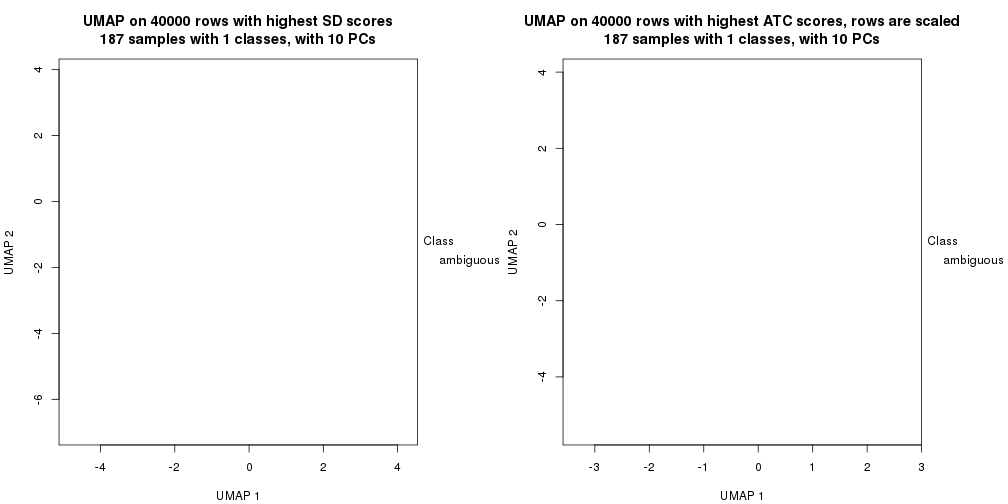 UMAP on 40000 rows with highest SD scores
187 samples with 1 classes, with 10 PCs
4
2
0
-2
-4
-6
UMAP 2
-4
-2
0
2
4
UMAP 1
Class
ambiguous
UMAP on 40000 rows with highest ATC scores, rows are scaled
187 samples with 1 classes, with 10 PCs
4
2
0
-2
-4
UMAP 2
-3
-2
-1
0
1
2
3
UMAP 1
Class
ambiguous